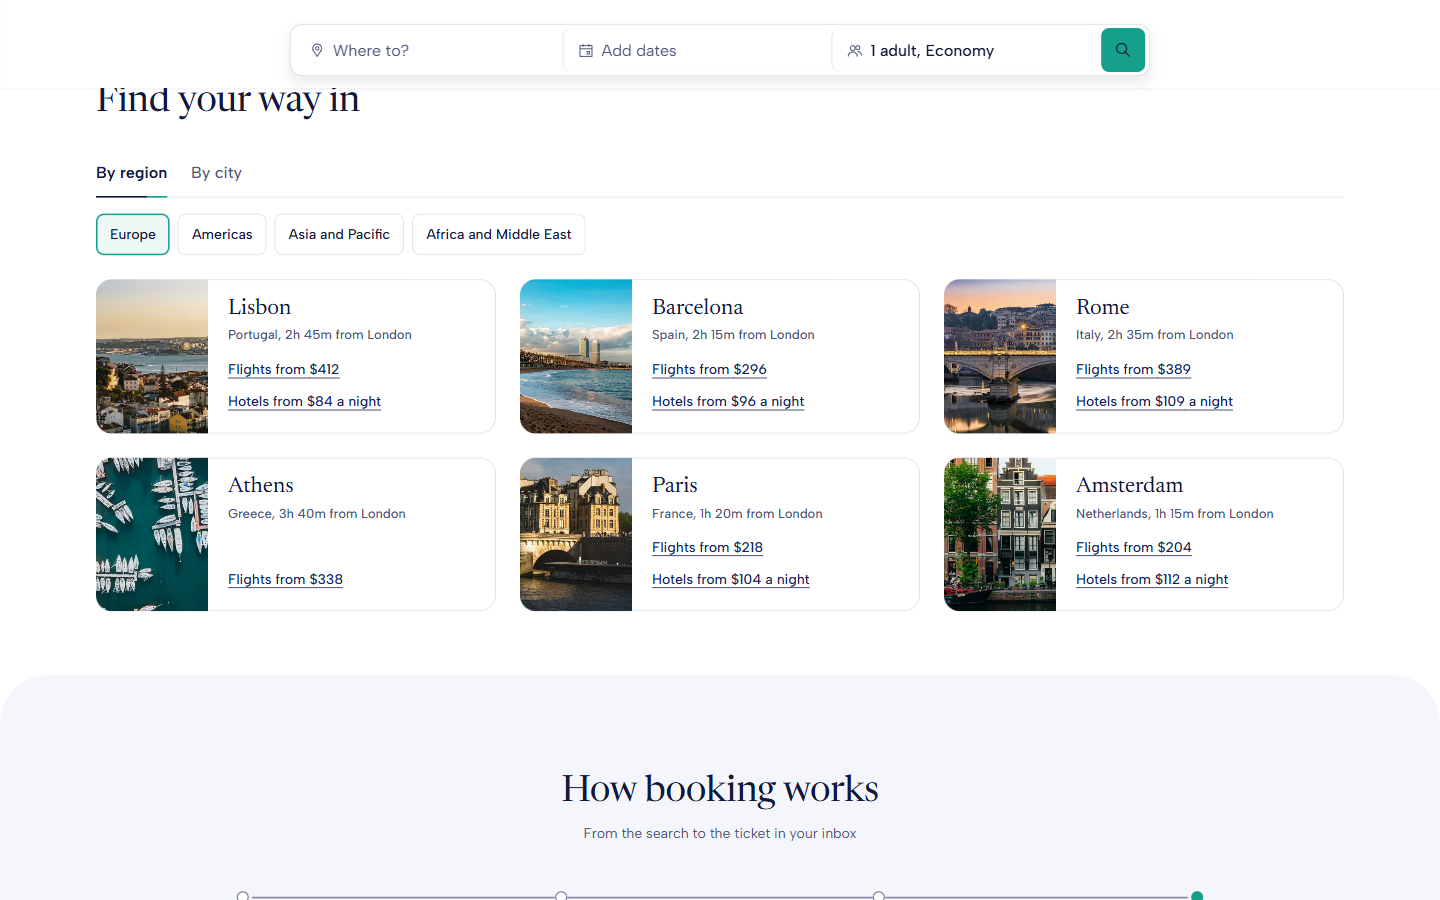 Where to?
Add dates
1 adult, Economy
Find your way in
By region
By city
Europe
Americas
Asia and Pacific
Africa and Middle East
Lisbon
Portugal, 2h 45m from London
Flights from $412
Hotels from $84 a night
Barcelona
Spain, 2h 15m from London
Flights from $296
Hotels from $96 a night
Rome
Italy, 2h 35m from London
Flights from $389
Hotels from $109 a night
Athens
Greece, 3h 40m from London
Flights from $338
Paris
France, 1h 20m from London
Flights from $218
Hotels from $104 a night
Amsterdam
Netherlands, 1h 15m from London
Flights from $204
Hotels from $112 a night
How booking works
From the search to the ticket in your inbox